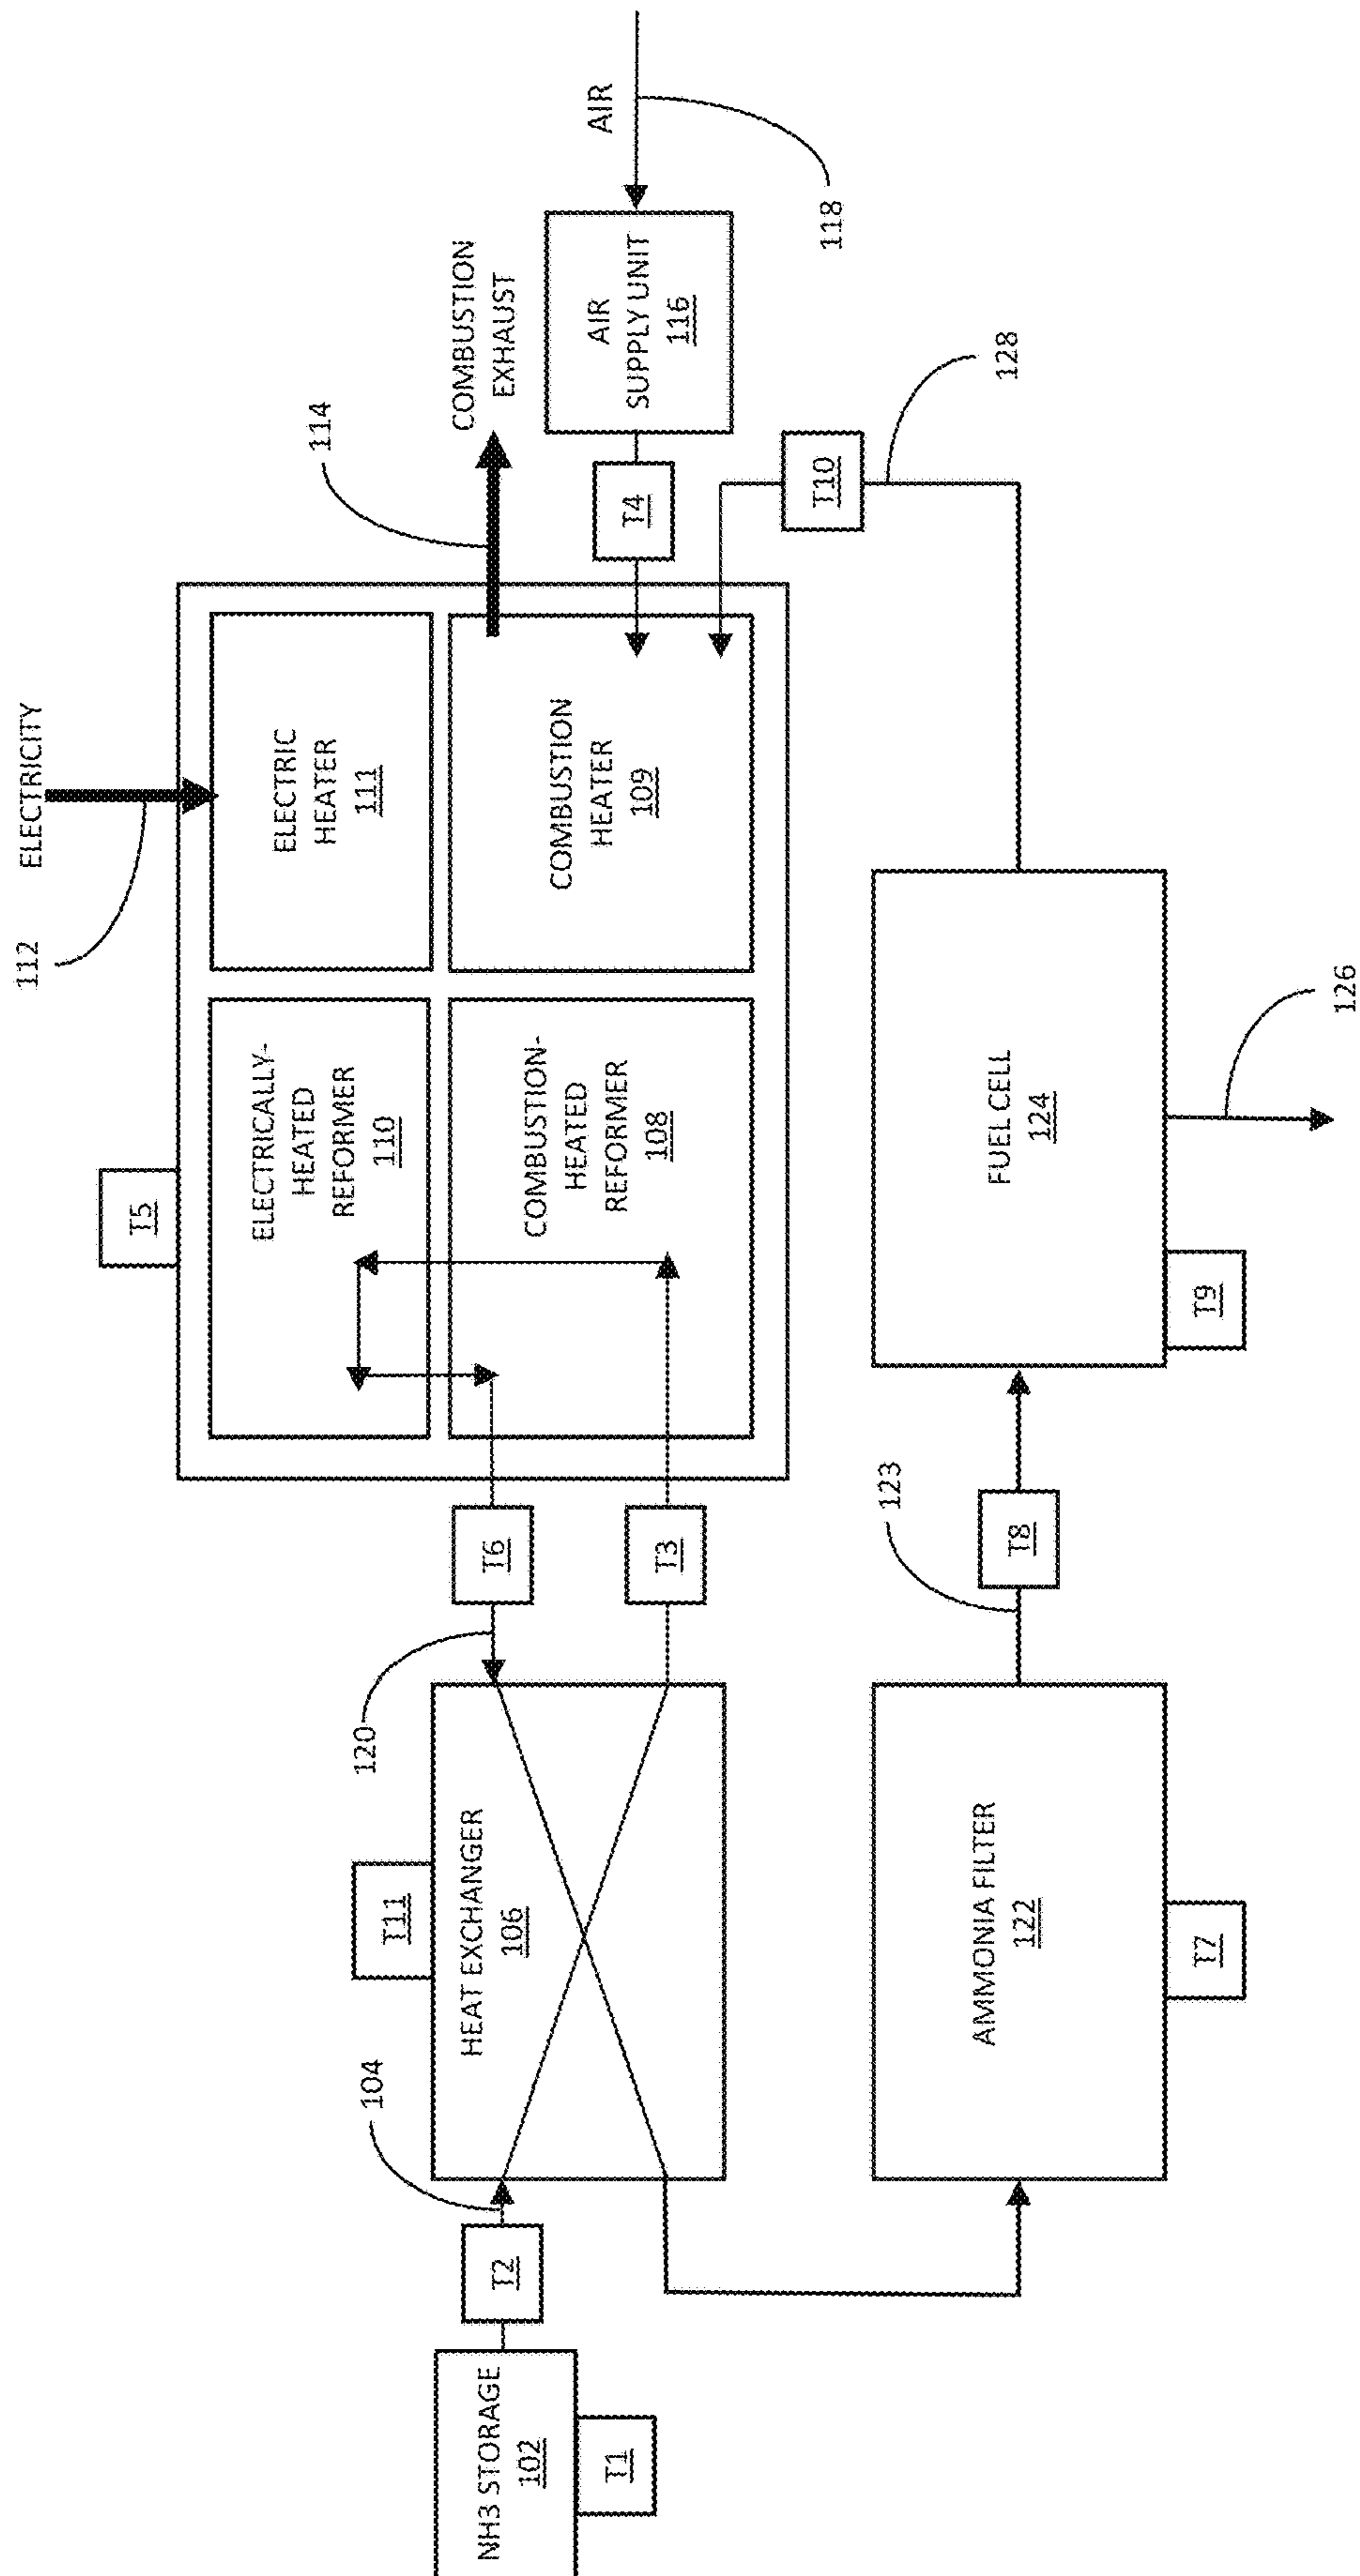 112
ELECTRICITY
T5
ELECTRICALLY-
HEATED
REFORMER
110
ELECTRIC
HEATER
111
114
COMBUSTION
EXHAUST
NH3 STORAGE
102
T1
T2
104
T11
HEAT EXCHANGER
106
120
T6
T3
COMBUSTION-
HEATED
REFORMER
108
COMBUSTION
HEATER
109
T4
AIR
SUPPLY UNIT
116
AIR
118
T10
128
AMMONIA FILTER
122
T7
123
T8
FUEL CELL
124
T9
126